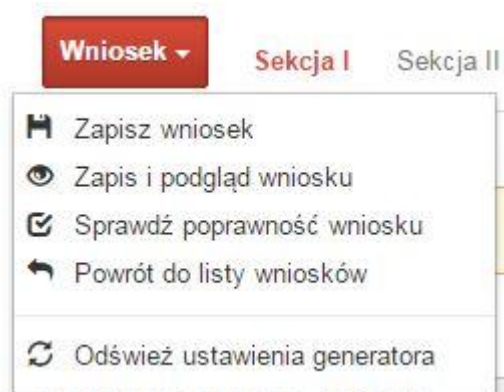 Wniosek Sekcja I Sekcja II
Zapisz wniosek
Zapis i podgląd wniosku
Sprawdź poprawność wniosku
Powrót do listy wniosków
Odśwież ustawienia generatora